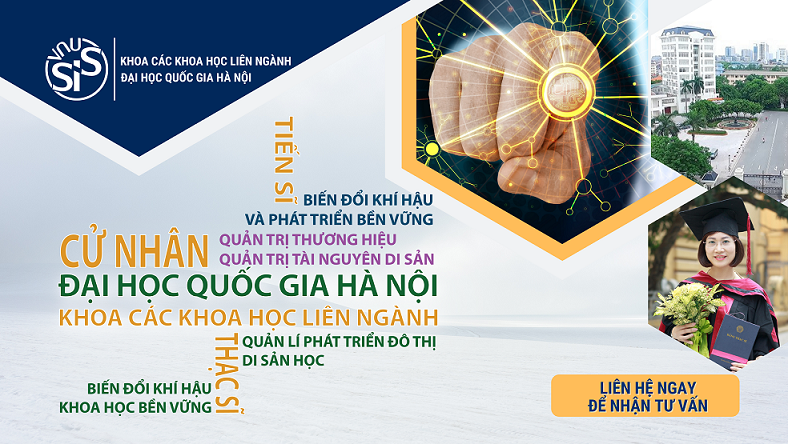 VNU SIS
KHOA CÁC KHOA HỌC LIÊN NGÀNH
ĐẠI HỌC QUỐC GIA HÀ NỘI
TIẾN SĨ
BIẾN ĐỔI KHÍ HẬU
VÀ PHÁT TRIỂN BỀN VỮNG
CỬ NHÂN
QUẢN TRỊ THƯƠNG HIỆU
QUẢN TRỊ TÀI NGUYÊN DI SẢN
ĐẠI HỌC QUỐC GIA HÀ NỘI
KHOA CÁC KHOA HỌC LIÊN NGÀNH
THẠC SĨ
QUẢN LÍ PHÁT TRIỂN ĐÔ THỊ
DI SẢN HỌC
BIẾN ĐỔI KHÍ HẬU
KHOA HỌC BỀN VỮNG
LIÊN HỆ NGAY
ĐỂ NHẬN TƯ VẤN